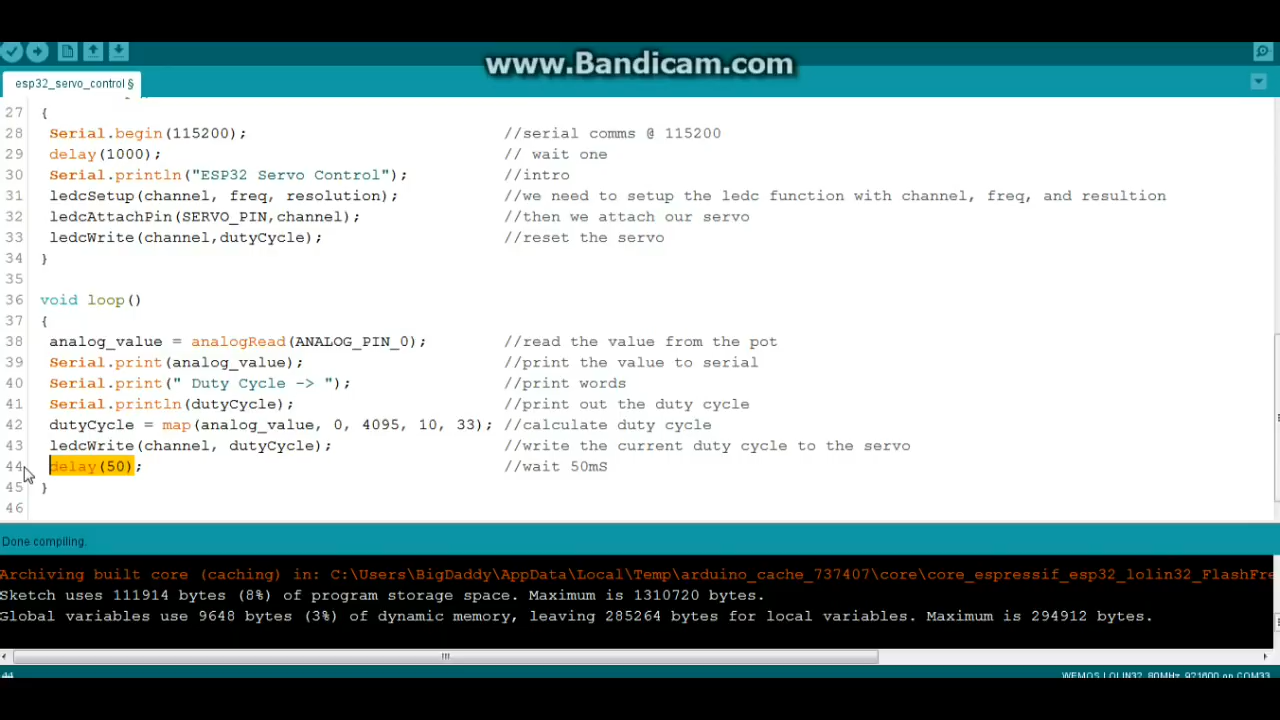 www.Bandicam.com
esp32_servo_control §
27 {
28 Serial.begin(115200); //serial comms @ 115200
29 delay(1000); // wait one
30 Serial.println("ESP32 Servo Control"); //intro
31 ledcSetup(channel, freq, resolution); //we need to setup the ledc function with channel, freq, and resultion
32 ledcAttachPin(SERVO_PIN,channel); //then we attach our servo
33 ledcWrite(channel,dutyCycle); //reset the servo
34 }
35
36 void loop()
37 {
38 analog_value = analogRead(ANALOG_PIN_0); //read the value from the pot
39 Serial.print(analog_value); //print the value to serial
40 Serial.print(" Duty Cycle -> "); //print words
41 Serial.println(dutyCycle); //print out the duty cycle
42 dutyCycle = map(analog_value, 0, 4095, 10, 33); //calculate duty cycle
43 ledcWrite(channel, dutyCycle); //write the current duty cycle to the servo
44 delay(50); //wait 50mS
45 }
46
Done compiling.
Archiving built core (caching) in: C:\Users\BigDaddy\AppData\Local\Temp\arduino_cache_737407\core\core_espressif_esp32_lolin32_FlashFre
Sketch uses 111914 bytes (8%) of program storage space. Maximum is 1310720 bytes.
Global variables use 9648 bytes (3%) of dynamic memory, leaving 285264 bytes for local variables. Maximum is 294912 bytes.
44 WEMOS LOLIN32, 80MHz, 921600 on COM33